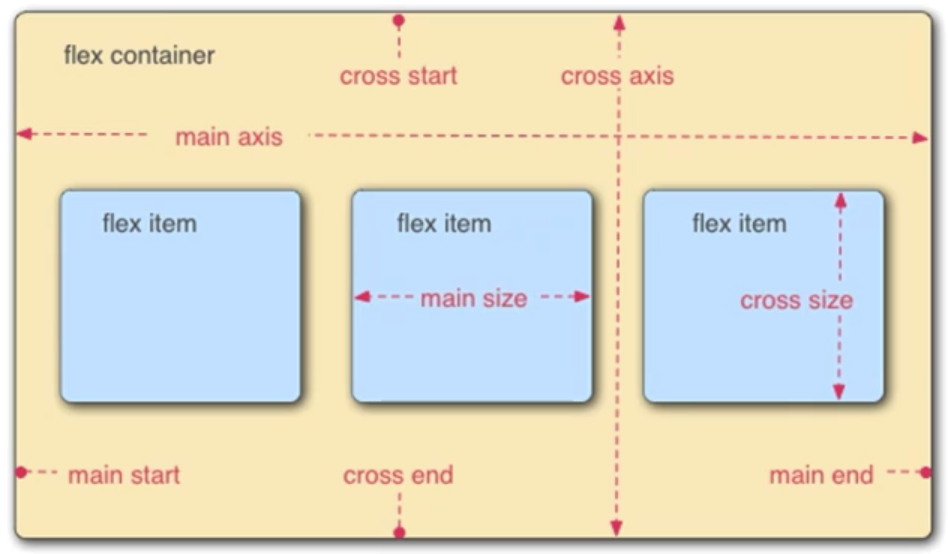 flex container
cross start
cross axis
main axis
flex item
flex item
flex item
main size
cross size
main start
cross end
main end